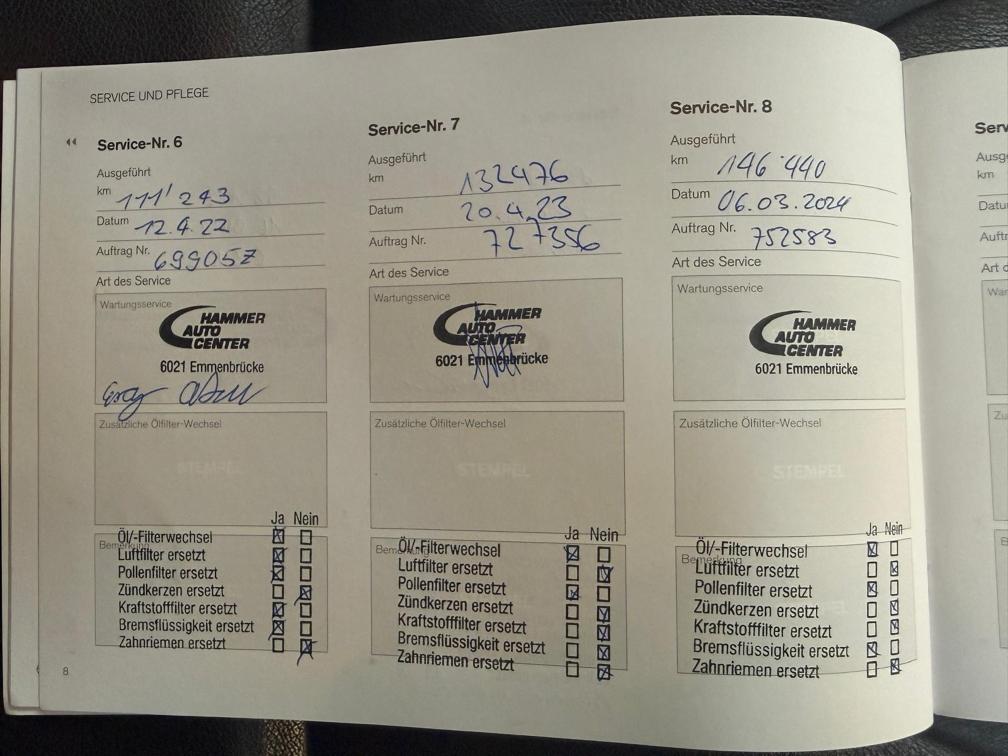 SERVICE UND PFLEGE
Service-Nr. 6
Ausgeführt
km 111' 243
Datum 12.4.22
Auftrag Nr. 699057
Art des Service
Wartungsservice
HAMMER
AUTO
CENTER
6021 Emmenbrücke
Zusätzliche Ölfilter-Wechsel
STEMPEL
Ja Nein
Bemerkung
Öl/-Filterwechsel
Luftfilter ersetzt
Pollenfilter ersetzt
Zündkerzen ersetzt
Kraftstofffilter ersetzt
Bremsflüssigkeit ersetzt
Zahnriemen ersetzt
8
Service-Nr. 7
Ausgeführt
km 132476
Datum 20.4.23
Auftrag Nr. 727356
Art des Service
Wartungsservice
HAMMER
AUTO
CENTER
6021 Emmenbrücke
Zusätzliche Ölfilter-Wechsel
STEMPEL
Ja Nein
Bemerkung
Öl/-Filterwechsel
Luftfilter ersetzt
Pollenfilter ersetzt
Zündkerzen ersetzt
Kraftstofffilter ersetzt
Bremsflüssigkeit ersetzt
Zahnriemen ersetzt
Service-Nr. 8
Ausgeführt
km 146'440
Datum 06.03.2024
Auftrag Nr. 752583
Art des Service
Wartungsservice
HAMMER
AUTO
CENTER
6021 Emmenbrücke
Zusätzliche Ölfilter-Wechsel
STEMPEL
Ja Nein
Bemerkung
Öl/-Filterwechsel
Luftfilter ersetzt
Pollenfilter ersetzt
Zündkerzen ersetzt
Kraftstofffilter ersetzt
Bremsflüssigkeit ersetzt
Zahnriemen ersetzt
km